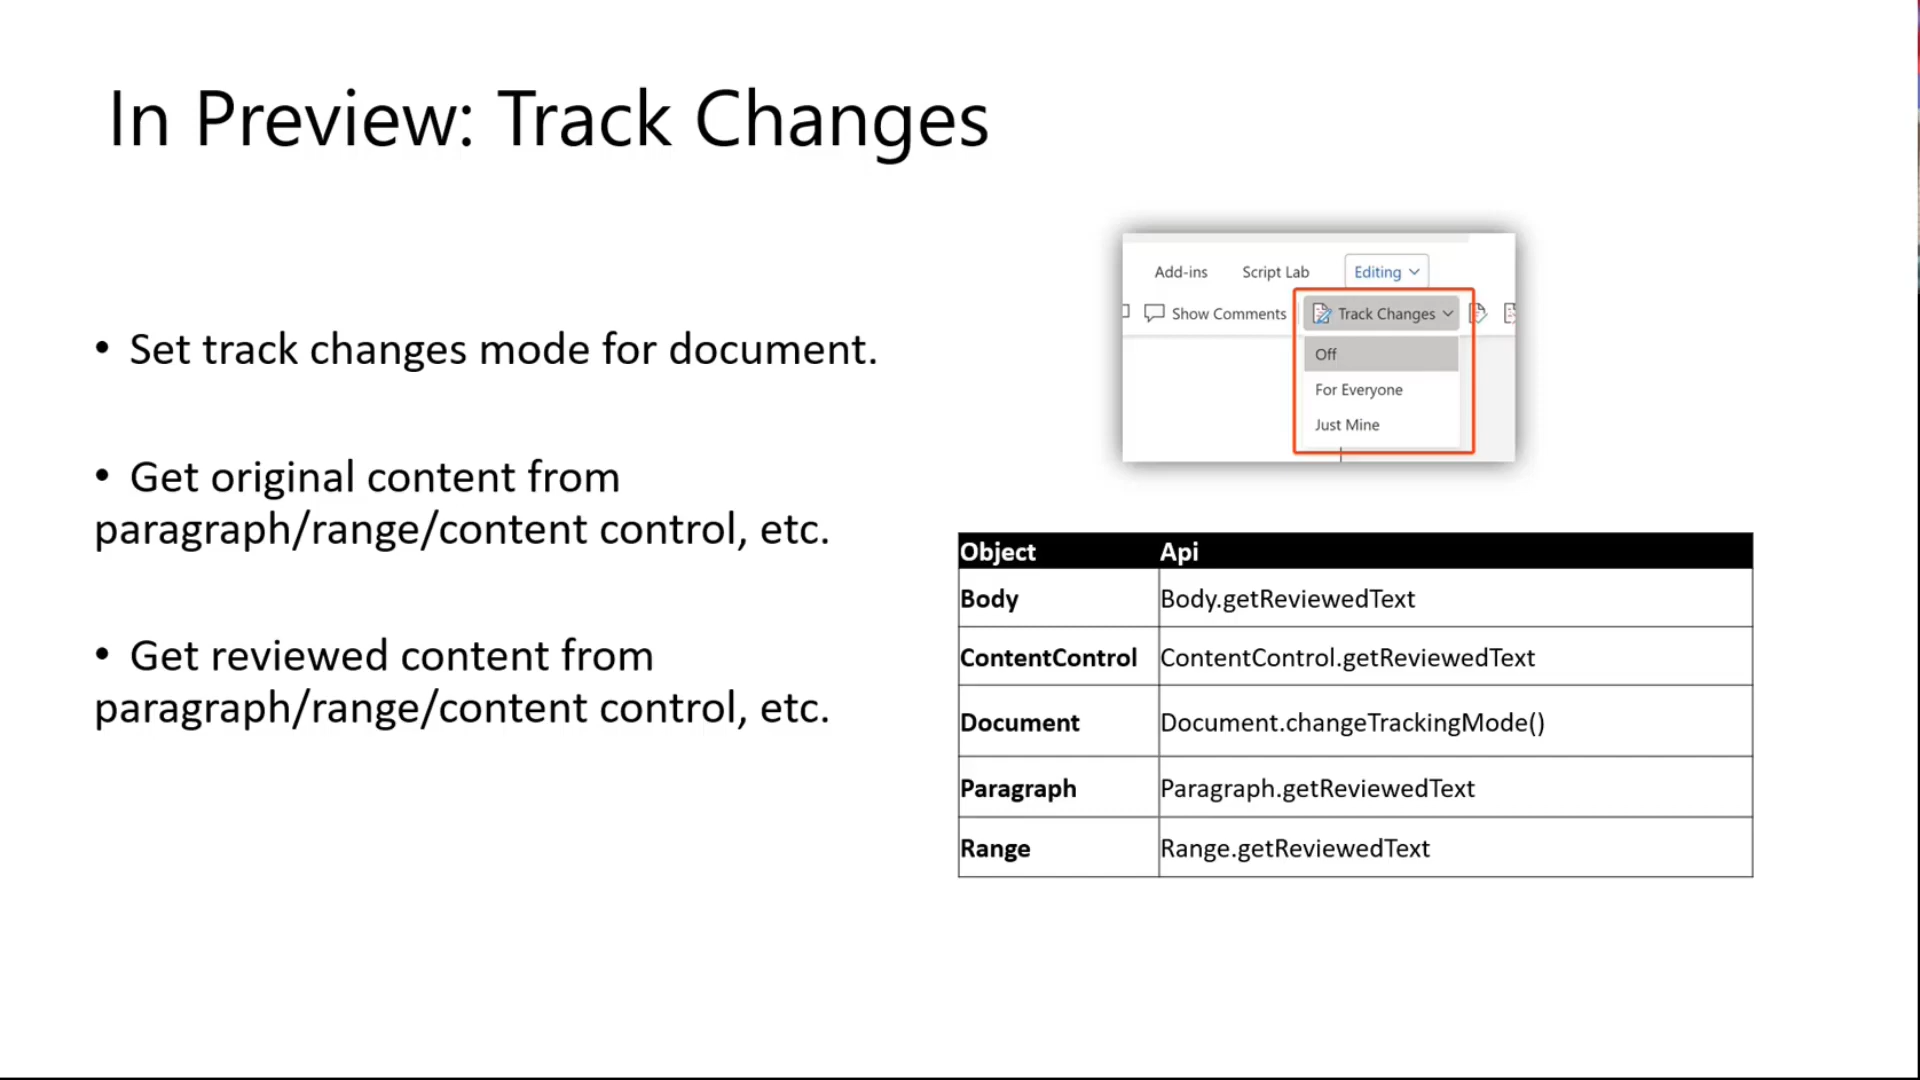 In Preview: Track Changes
• Set track changes mode for document.
• Get original content from
paragraph/range/content control, etc.
• Get reviewed content from
paragraph/range/content control, etc.
Add-ins Script Lab Editing
Show Comments Track Changes
Off
For Everyone
Just Mine
Object Api
Body Body.getReviewedText
ContentControl ContentControl.getReviewedText
Document Document.changeTrackingMode()
Paragraph Paragraph.getReviewedText
Range Range.getReviewedText